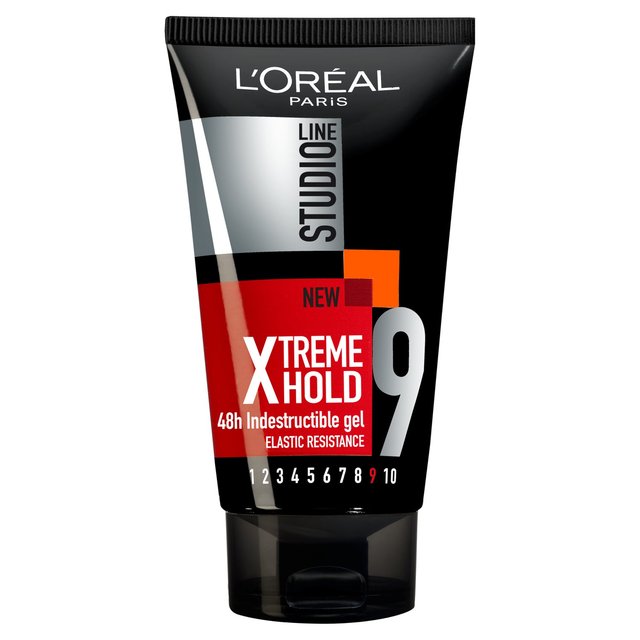 L'ORÉAL
PARIS
STUDIO
LINE
NEW
XTREME
HOLD
9
48h Indestructible gel
ELASTIC RESISTANCE
1 2 3 4 5 6 7 8 9 10